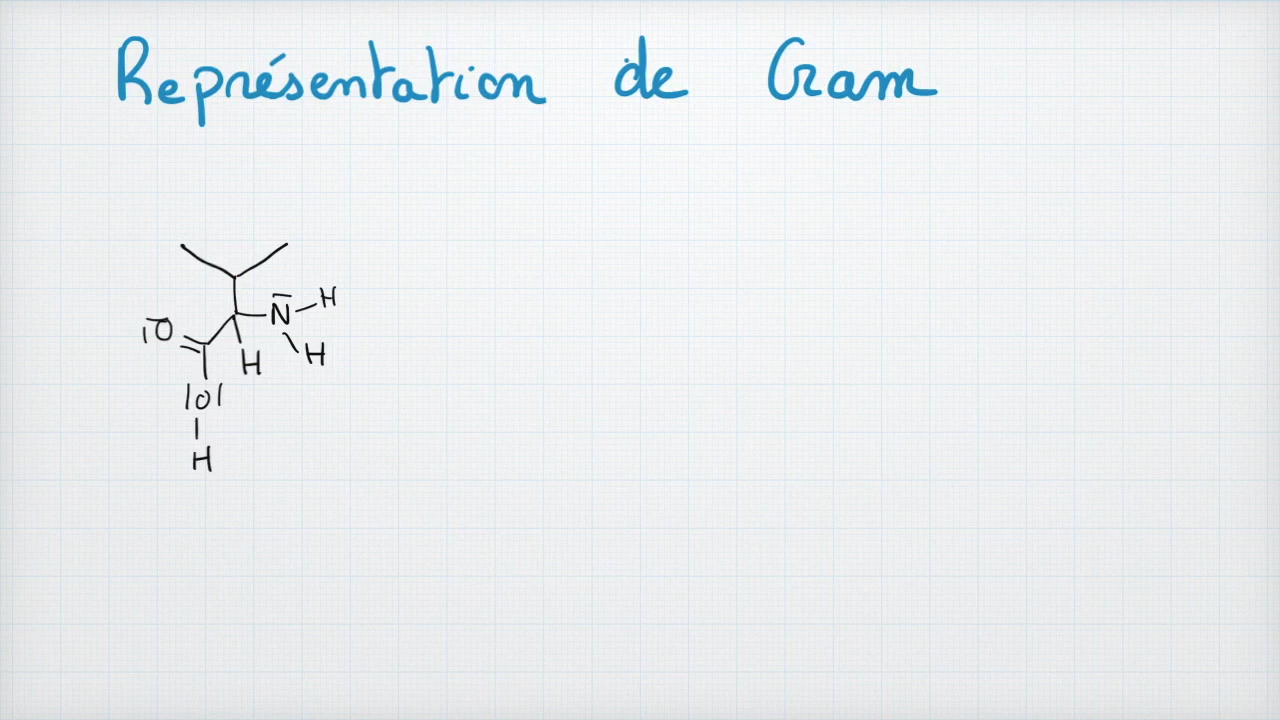 Représentation de Cram
N H
O
H H
O
H